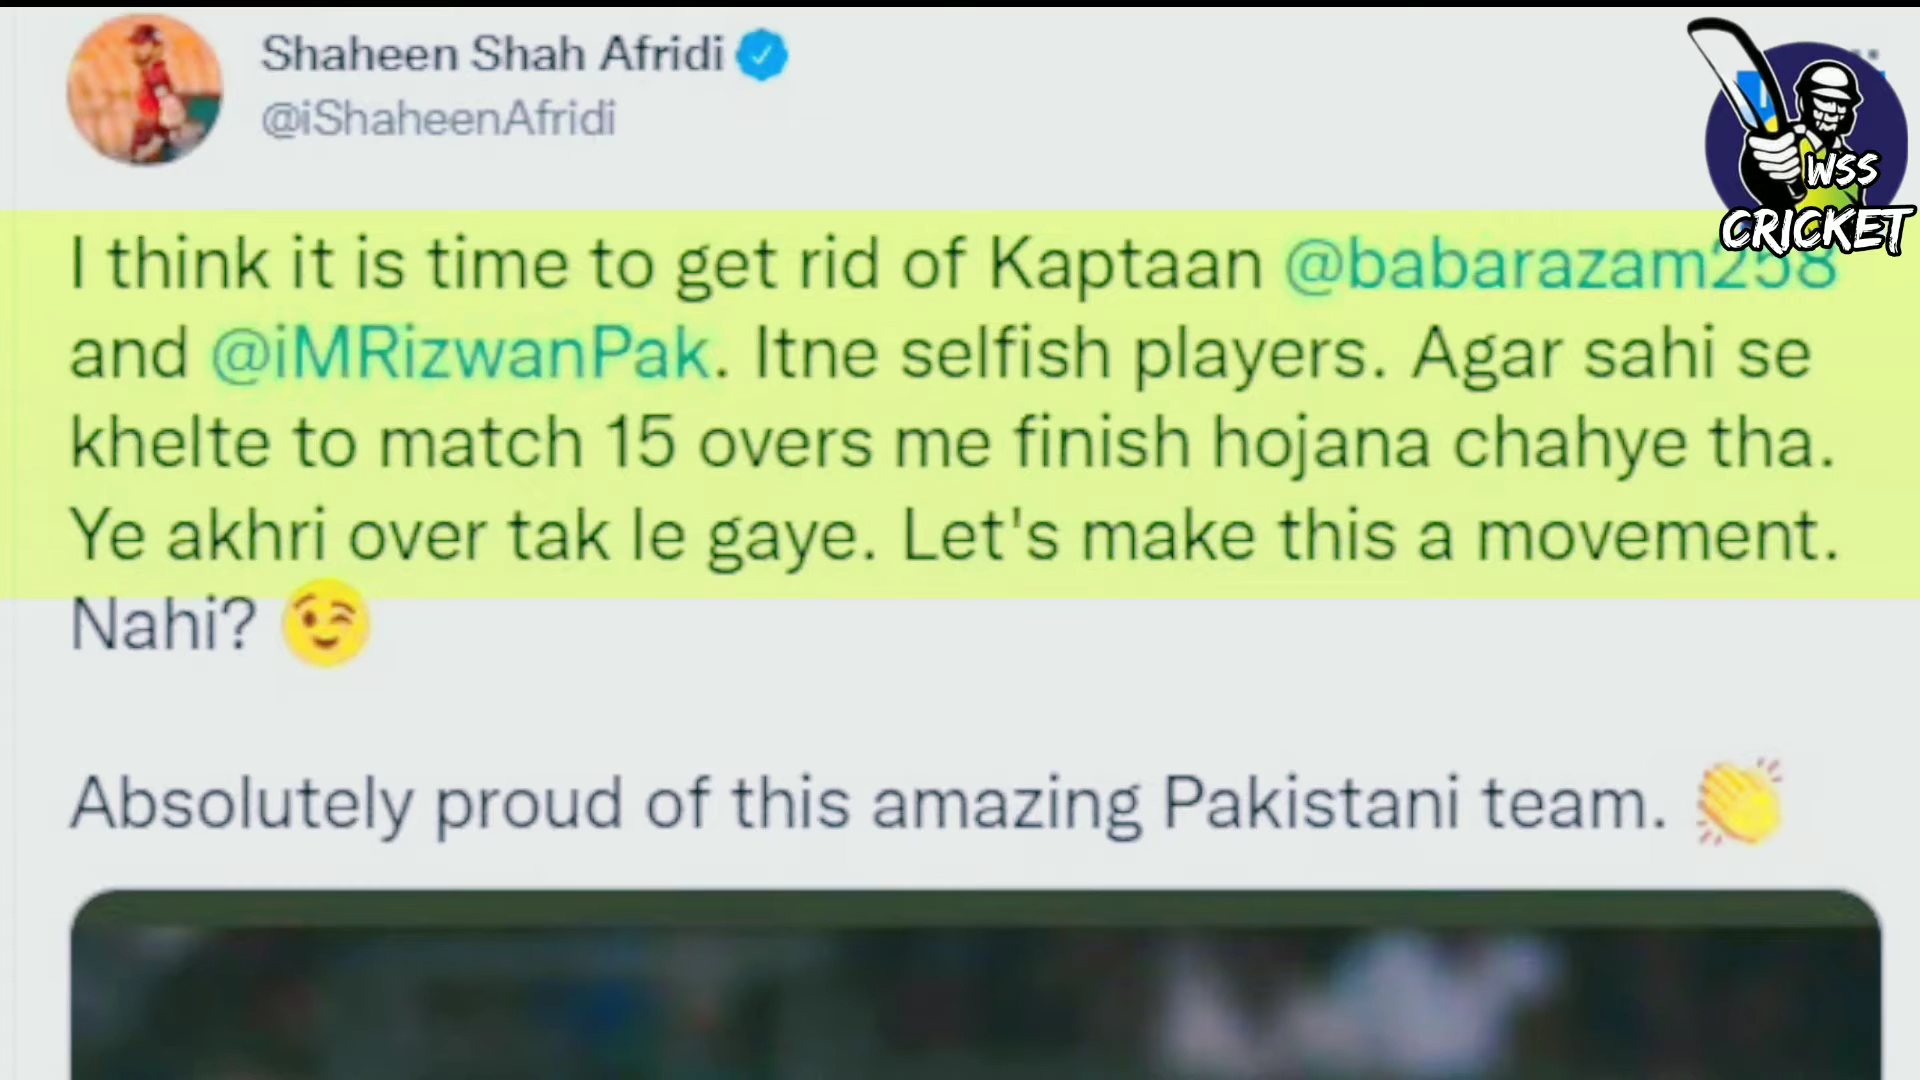 Shaheen Shah Afridi
@iShaheenAfridi
WSS
CRICKET
I think it is time to get rid of Kaptaan @babarazam258
and @iMRizwanPak. Itne selfish players. Agar sahi se
khelte to match 15 overs me finish hojana chahye tha.
Ye akhri over tak le gaye. Let's make this a movement.
Nahi? 😉
Absolutely proud of this amazing Pakistani team. 👏